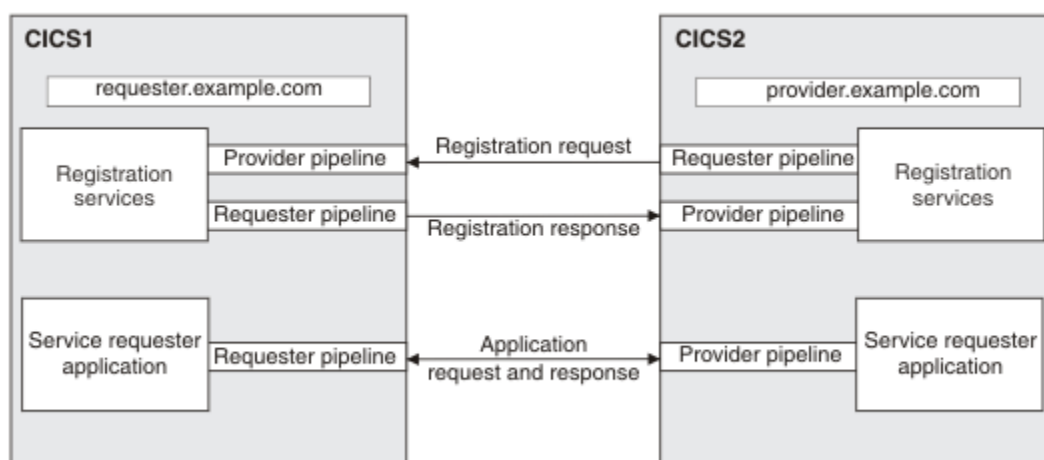 CICS1
CICS2
requester.example.com
provider.example.com
Registration
services
Provider pipeline
Registration request
Requester pipeline
Registration
services
Requester pipeline
Registration response
Provider pipeline
Service requester
application
Requester pipeline
Application
request and response
Provider pipeline
Service requester
application